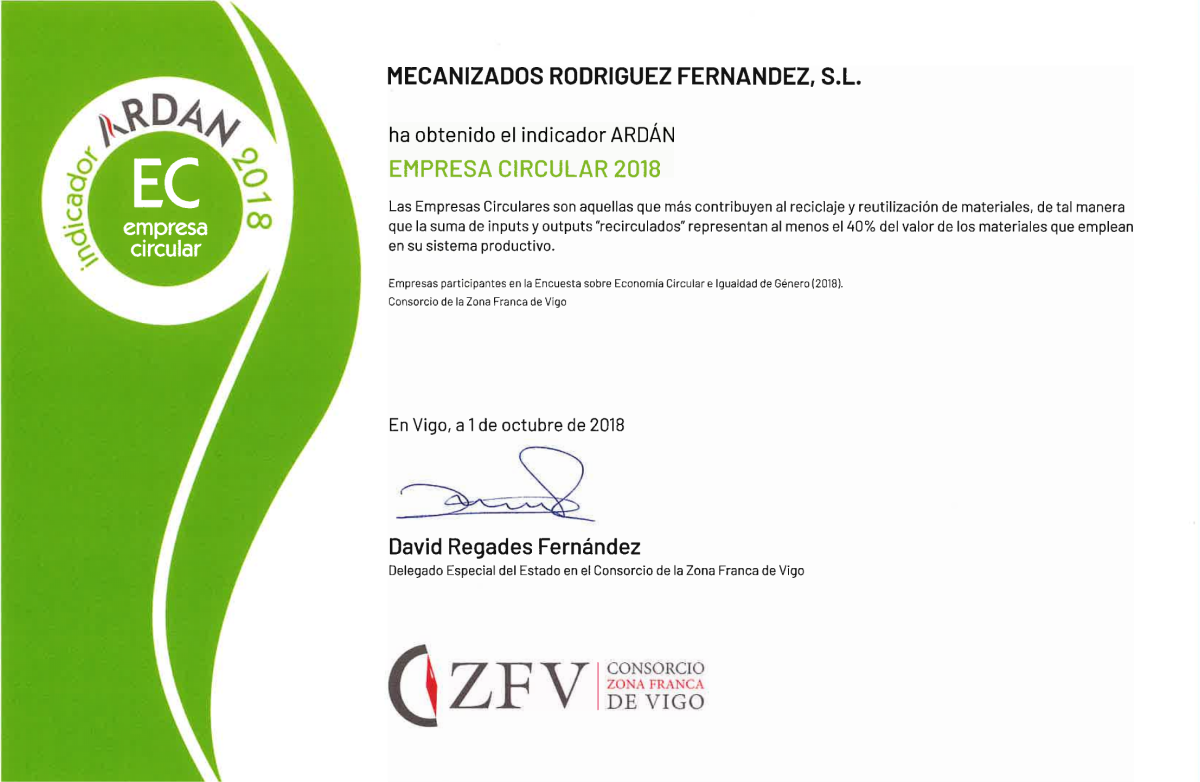 indicador ARDÁN 2018
EC
empresa
circular
MECANIZADOS RODRIGUEZ FERNANDEZ, S.L.
ha obtenido el indicador ARDÁN
EMPRESA CIRCULAR 2018
Las Empresas Circulares son aquellas que más contribuyen al reciclaje y reutilización de materiales, de tal manera
que la suma de inputs y outputs "recirculados" representan al menos el 40% del valor de los materiales que emplean
en su sistema productivo.
Empresas participantes en la Encuesta sobre Economía Circular e Igualdad de Género (2018).
Consorcio de la Zona Franca de Vigo
En Vigo, a 1 de octubre de 2018
David Regades Fernández
Delegado Especial del Estado en el Consorcio de la Zona Franca de Vigo
ZFV
CONSORCIO
ZONA FRANCA
DE VIGO